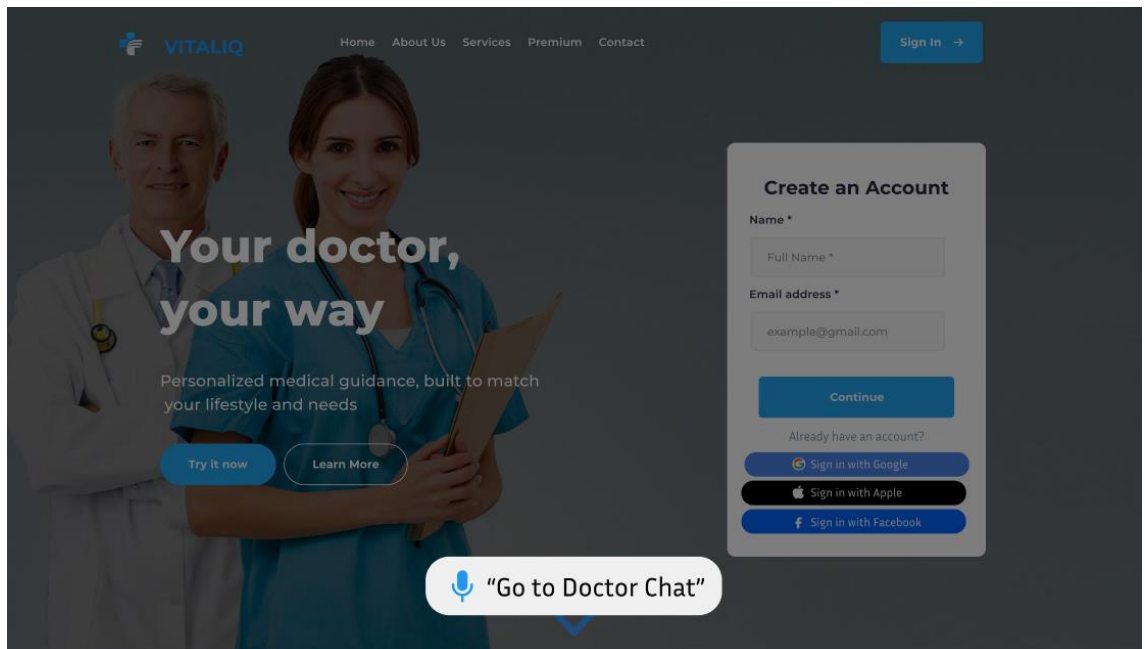 VITALIQ
Home About Us Services Premium Contact
Sign In
Your doctor,
your way
Personalized medical guidance, built to match
your lifestyle and needs
Try it now
Learn More
Create an Account
Name *
Full Name *
Email address *
example@gmail.com
Continue
Already have an account?
Sign in with Google
Sign in with Apple
Sign in with Facebook
“Go to Doctor Chat”